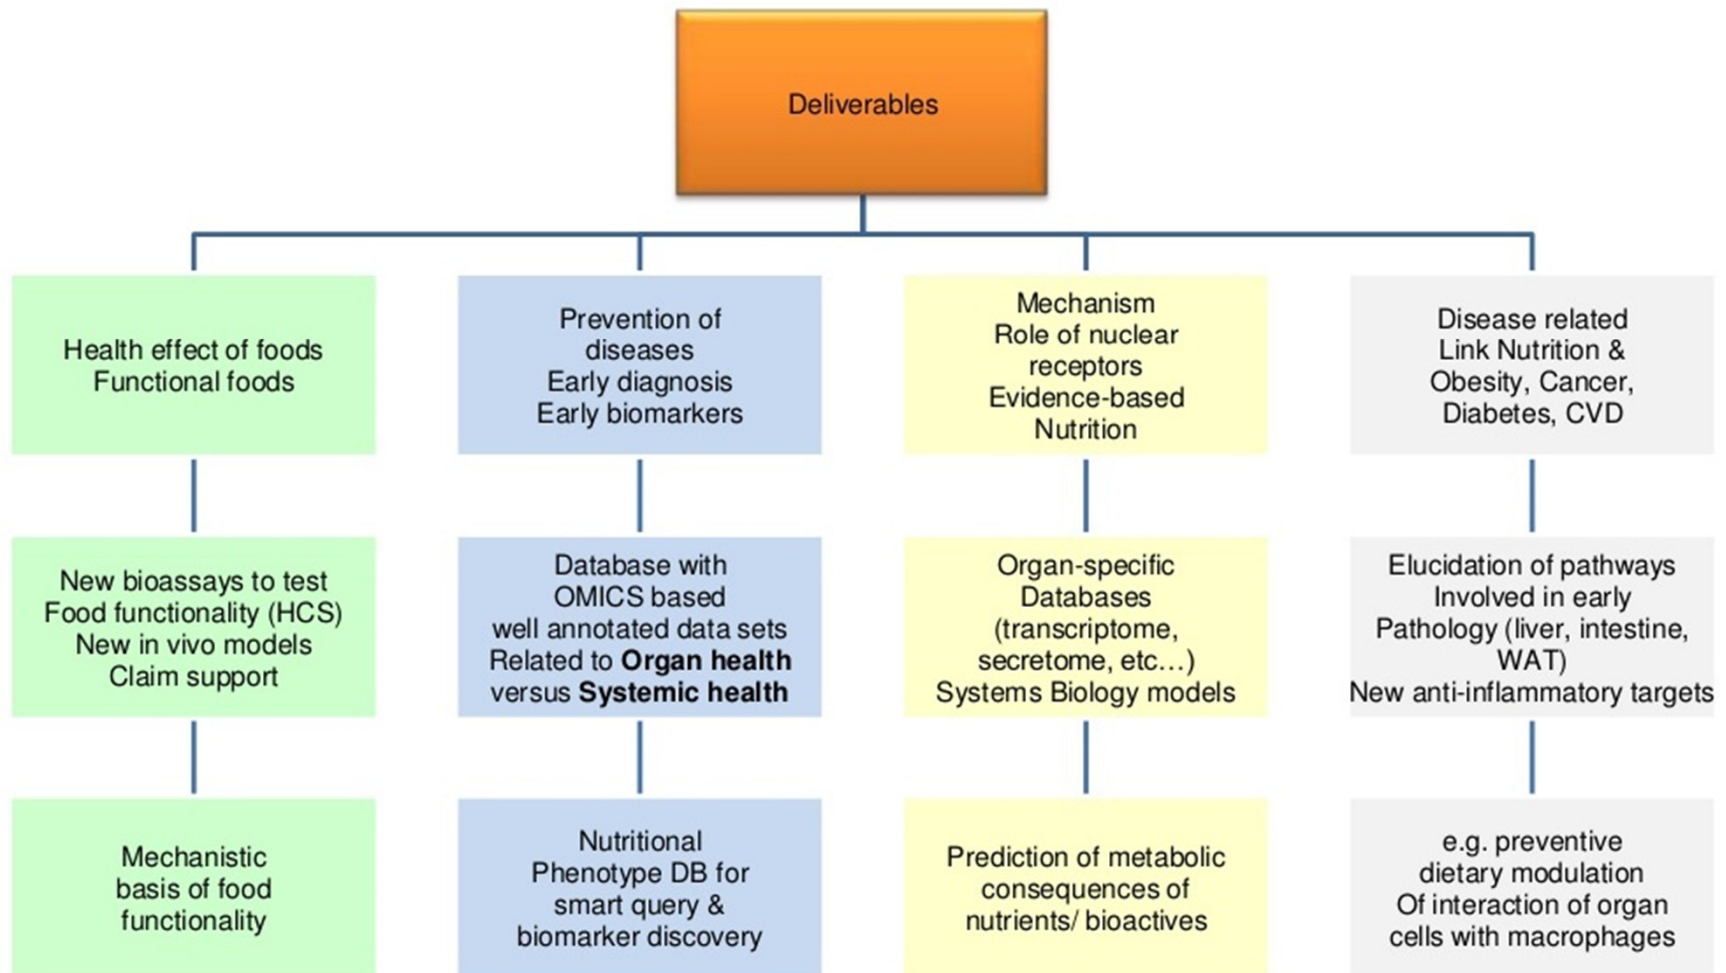 Deliverables
Health effect of foods
Functional foods
Prevention of
diseases
Early diagnosis
Early biomarkers
Mechanism
Role of nuclear
receptors
Evidence-based
Nutrition
Disease related
Link Nutrition &
Obesity, Cancer,
Diabetes, CVD
New bioassays to test
Food functionality (HCS)
New in vivo models
Claim support
Database with
OMICS based
well annotated data sets
Related to Organ health
versus Systemic health
Organ-specific
Databases
(transcriptome,
secretome, etc…)
Systems Biology models
Elucidation of pathways
Involved in early
Pathology (liver, intestine,
WAT)
New anti-inflammatory targets
Mechanistic
basis of food
functionality
Nutritional
Phenotype DB for
smart query &
biomarker discovery
Prediction of metabolic
consequences of
nutrients/ bioactives
e.g. preventive
dietary modulation
Of interaction of organ
cells with macrophages